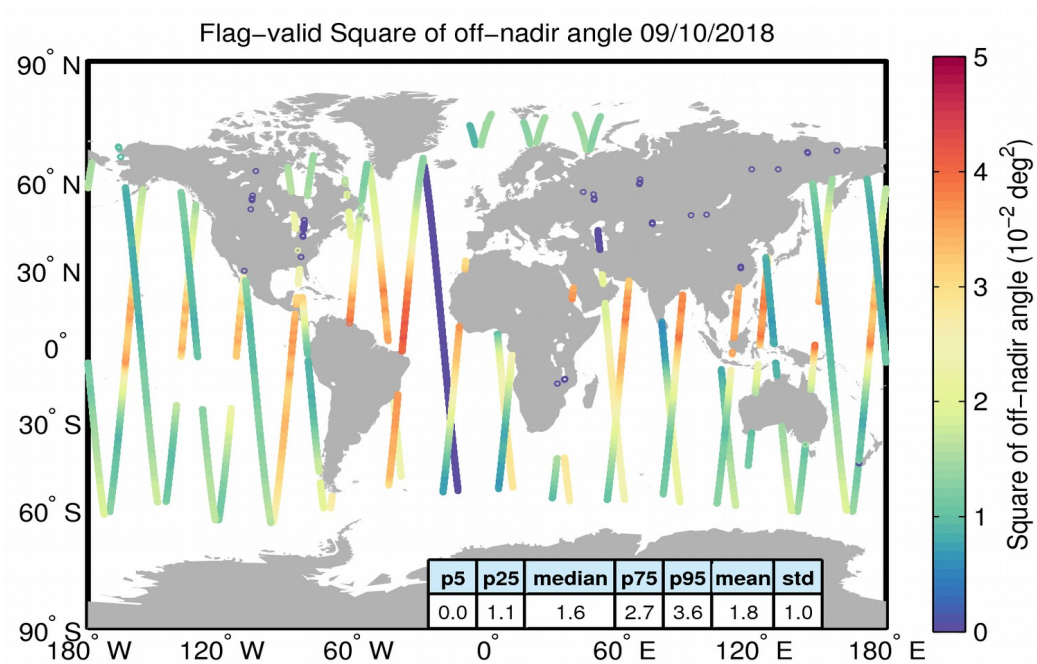 Flag−valid Square of off−nadir angle 09/10/2018
90° N
60° N
30° N
0°
30° S
60° S
90° S
180° W
120° W
60° W
0°
60° E
120° E
180° E
p5 p25 median p75 p95 mean std
0.0 1.1 1.6 2.7 3.6 1.8 1.0
5
4
3
2
1
0
Square of off−nadir angle (10⁻² deg²)